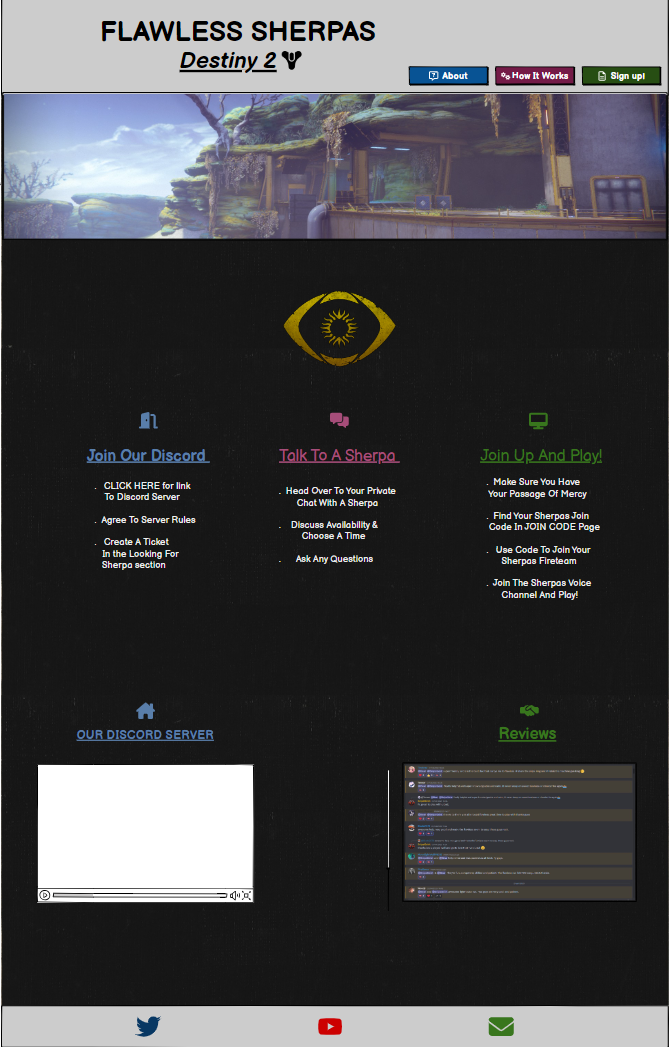 FLAWLESS SHERPAS
Destiny 2
About
How It Works
Sign up!
Join Our Discord
. CLICK HERE for link
To Discord Server
. Agree To Server Rules
. Create A Ticket
In the Looking For
Sherpa section
Talk To A Sherpa
. Head Over To Your Private
Chat With A Sherpa
. Discuss Availability &
Choose A Time
. Ask Any Questions
Join Up And Play!
. Make Sure You Have
Your Passage Of Mercy
. Find Your Sherpas Join
Code In JOIN CODE Page
. Use Code To Join Your
Sherpas Fireteam
. Join The Sherpas Voice
Channel And Play!
OUR DISCORD SERVER
Reviews